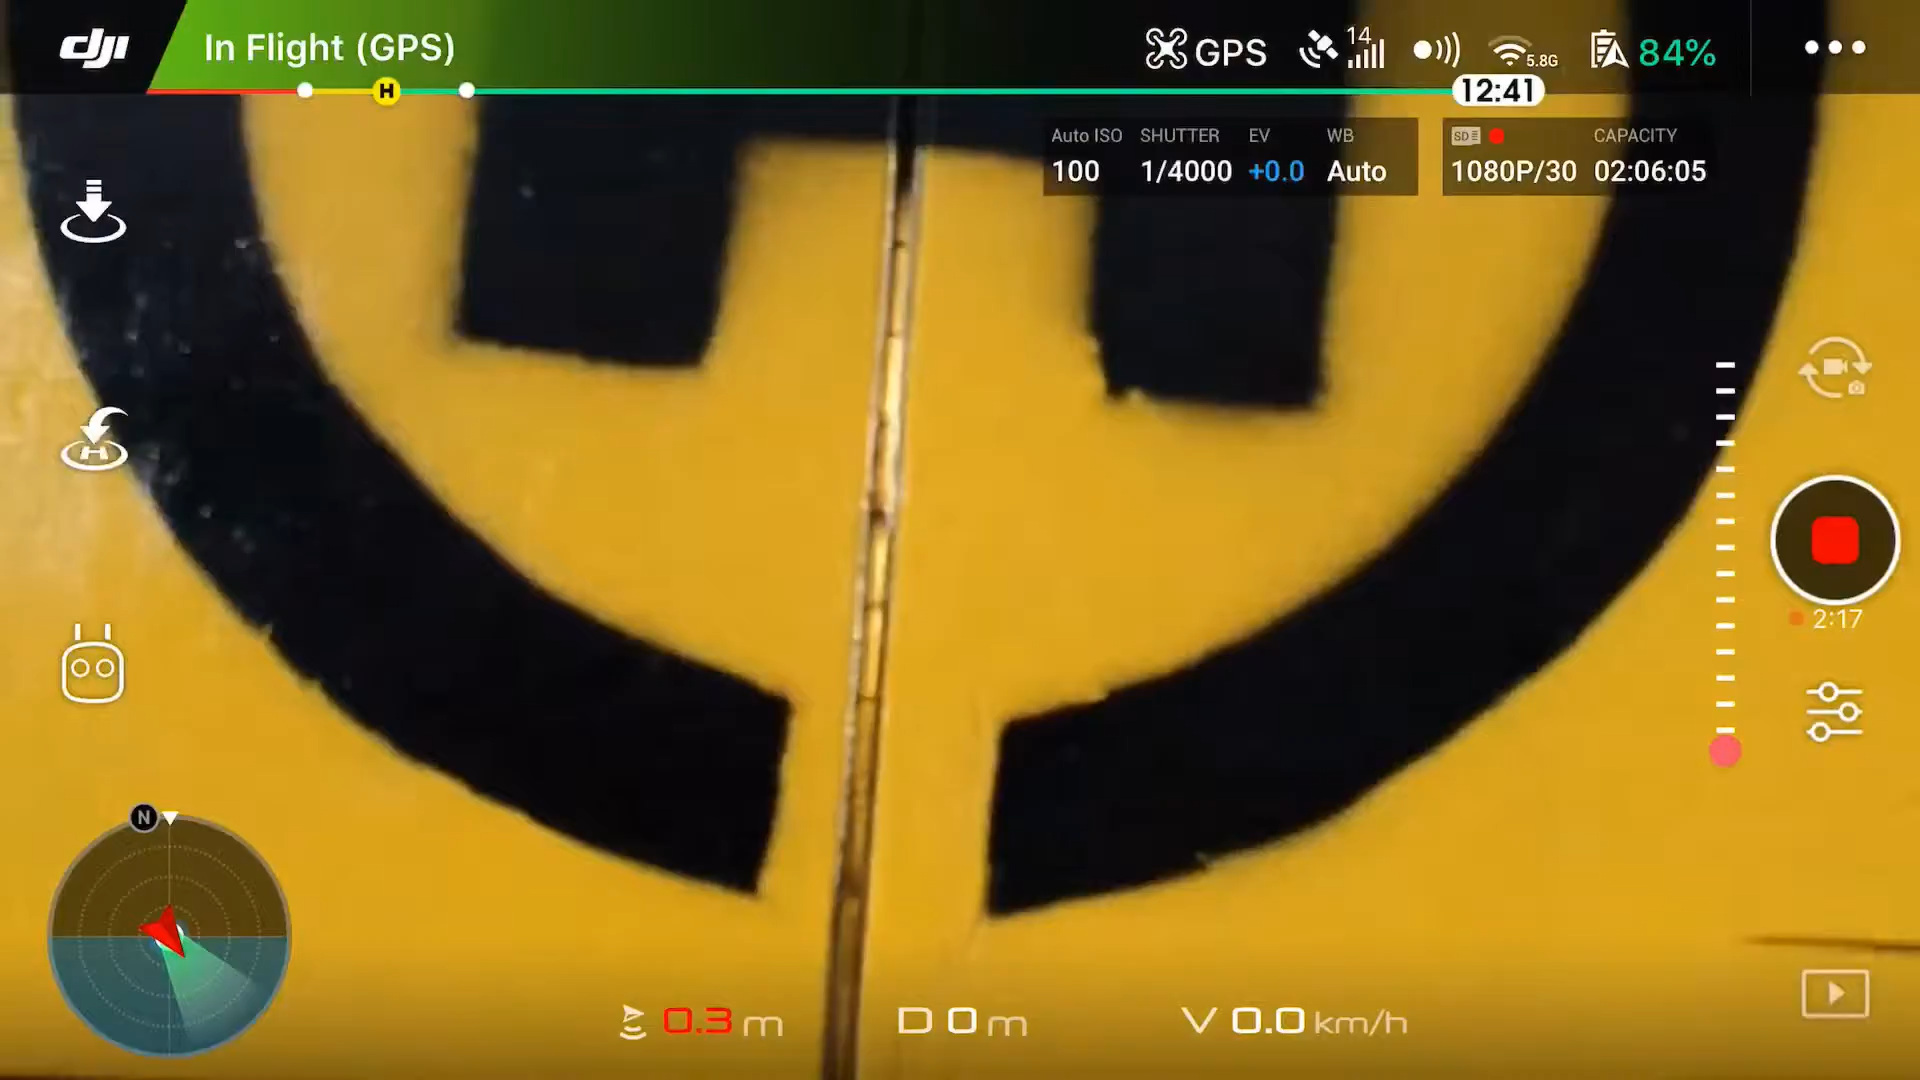 dji
In Flight (GPS)
GPS
14
5.8G
84%
H
12:41
Auto ISO SHUTTER EV WB
100 1/4000 +0.0 Auto
SD CAPACITY
1080P/30 02:06:05
H
2:17
N
0.3 m D 0 m V 0.0 km/h